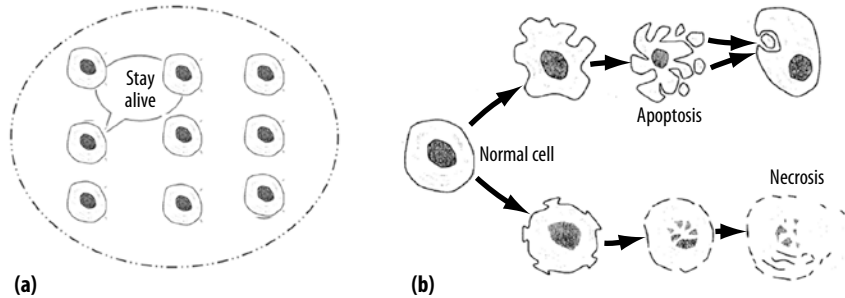 Stay
alive
(a)
Apoptosis
Normal cell
Necrosis
(b)